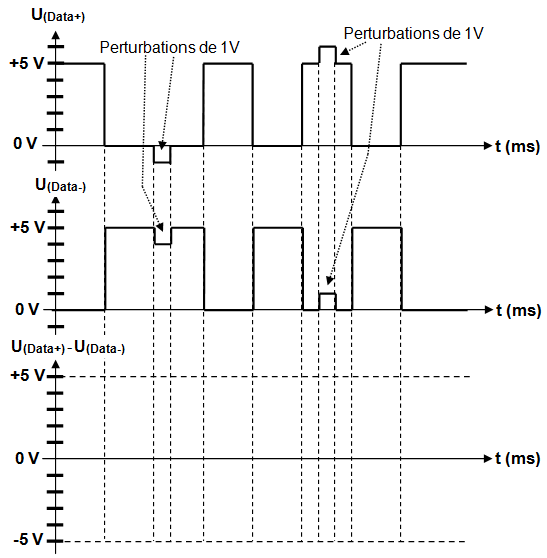 U(Data+)
Perturbations de 1V
Perturbations de 1V
+5 V
0 V
t (ms)
U(Data-)
+5 V
0 V
t (ms)
U(Data+) - U(Data-)
+5 V
0 V
t (ms)
-5 V